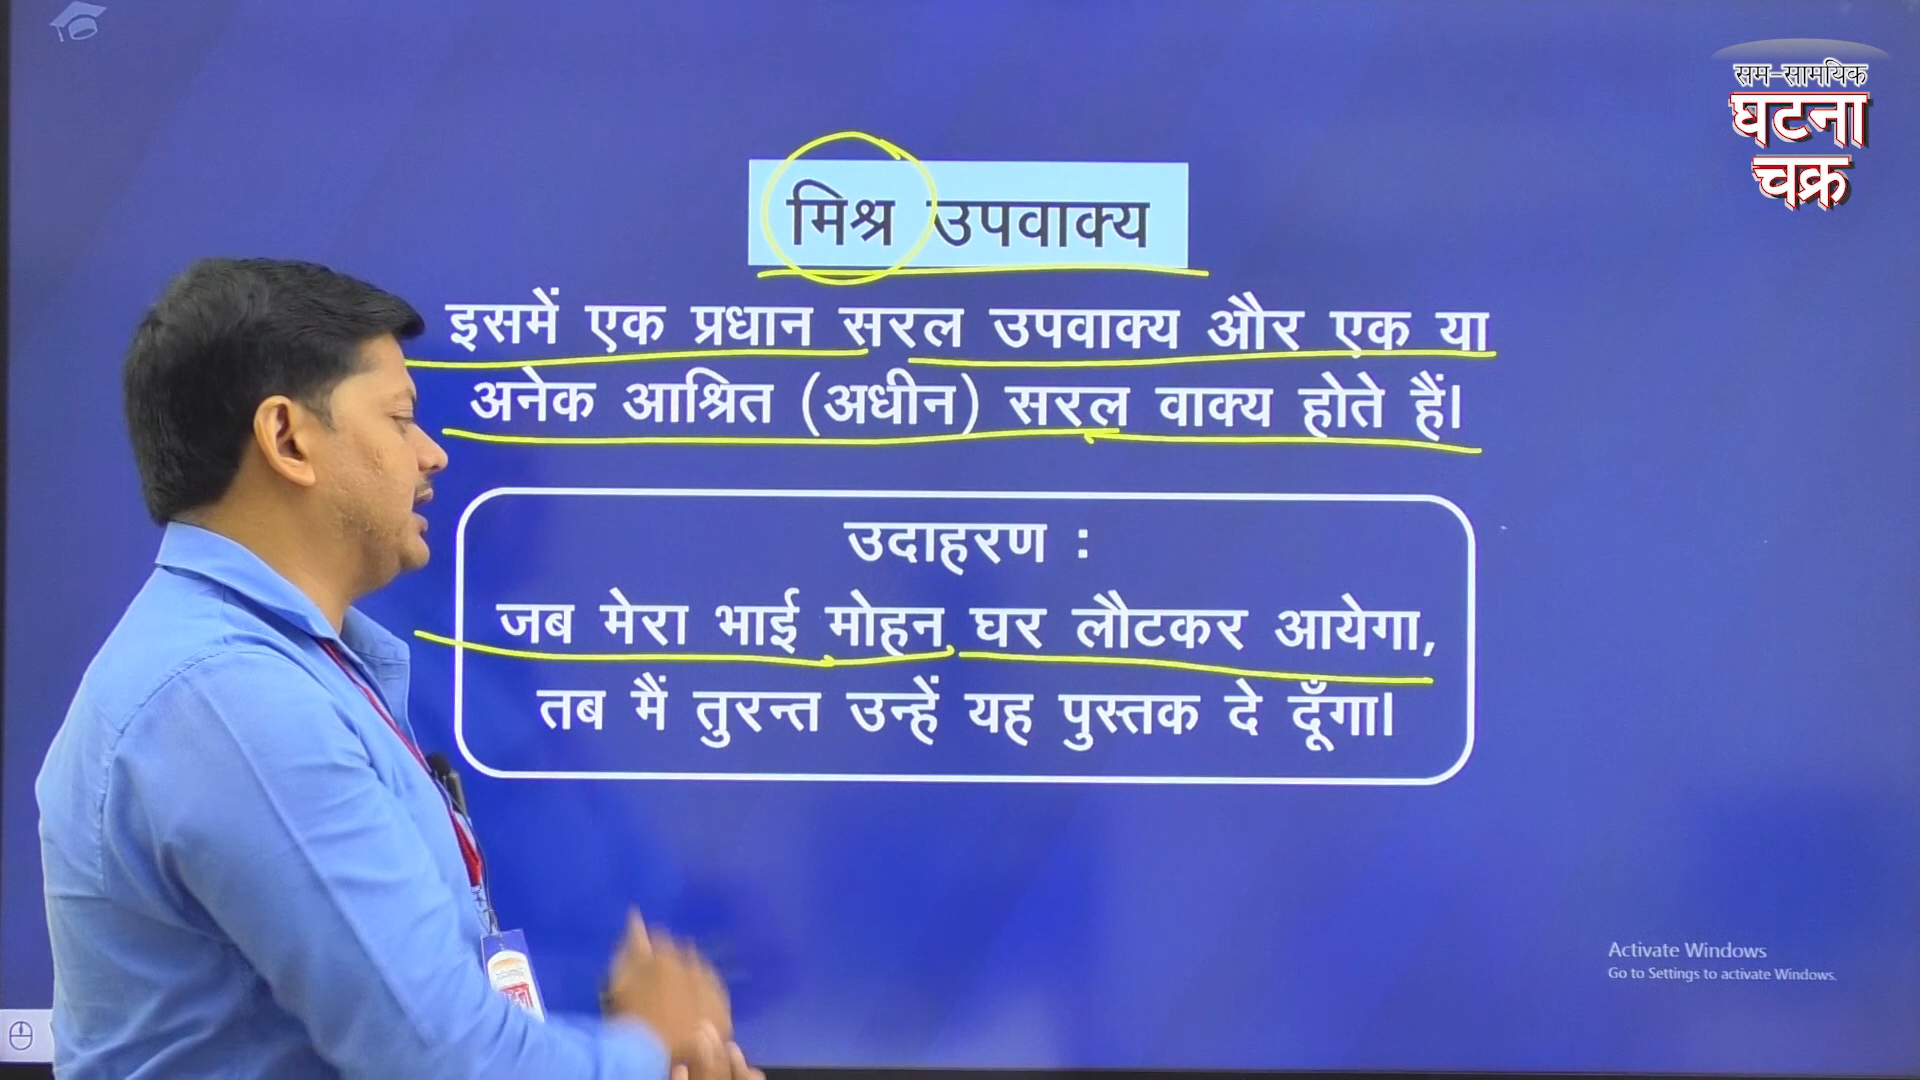 सम-सामयिक
घटना
चक्र
मिश्र उपवाक्य
इसमें एक प्रधान सरल उपवाक्य और एक या
अनेक आश्रित (अधीन) सरल वाक्य होते हैं।
उदाहरण :
जब मेरा भाई मोहन घर लौटकर आयेगा,
तब मैं तुरन्त उन्हें यह पुस्तक दे दूँगा।
Activate Windows
Go to Settings to activate Windows.